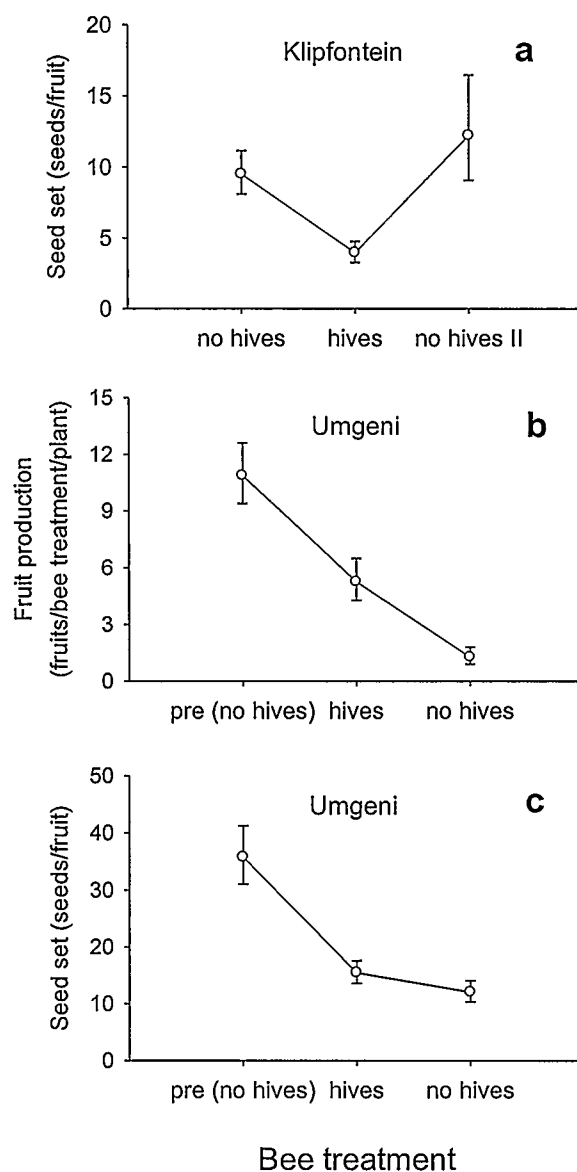 20
15
10
5
0
Seed set (seeds/fruit)
Klipfontein
a
no hives hives no hives II
15
12
9
6
3
0
Fruit production
(fruits/bee treatment/plant)
Umgeni
b
pre (no hives) hives no hives
50
40
30
20
10
0
Seed set (seeds/fruit)
Umgeni
c
pre (no hives) hives no hives
Bee treatment